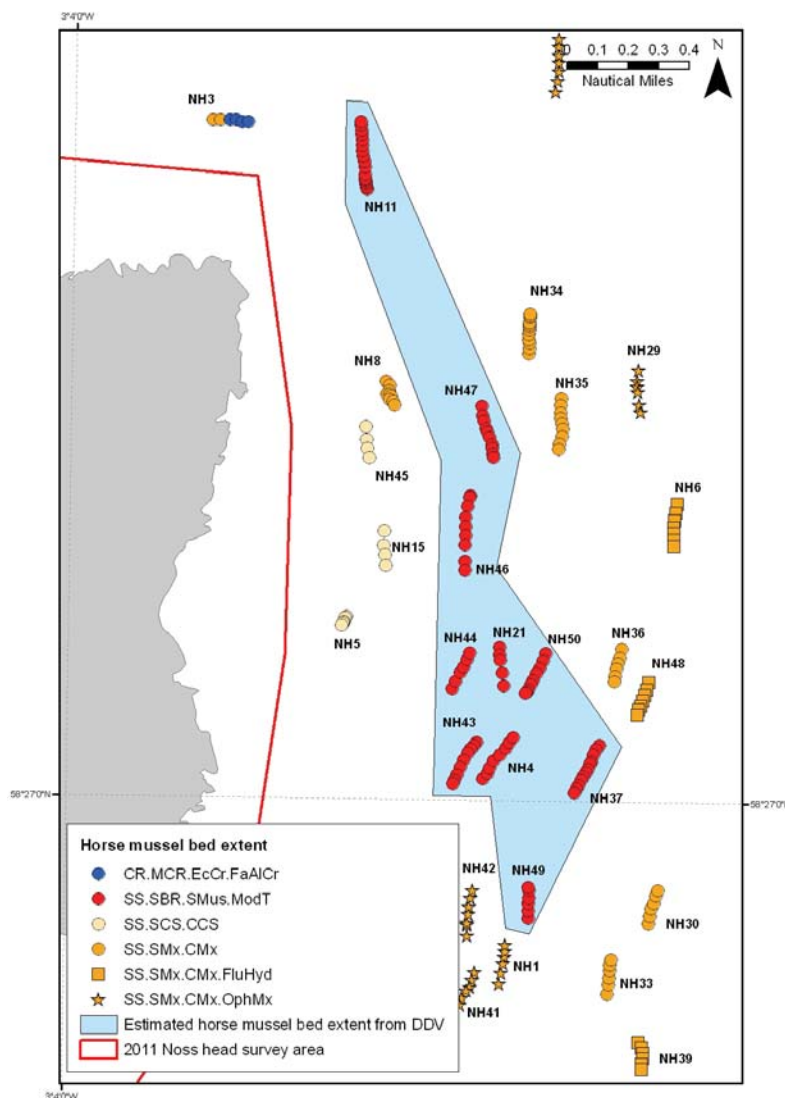 3°4'0"W
N
0 0.1 0.2 0.3 0.4
Nautical Miles
NH3
NH11
NH34
NH29
NH8
NH35
NH47
NH45
NH6
NH15
NH46
NH5
NH44
NH21
NH50
NH36
NH48
NH43
NH4
NH37
58°27'0"N
58°27'0"N
Horse mussel bed extent
CR.MCR.EcCr.FaAlCr
SS.SBR.SMus.ModT
SS.SCS.CCS
SS.SMx.CMx
SS.SMx.CMx.FluHyd
SS.SMx.CMx.OphMx
Estimated horse mussel bed extent from DDV
2011 Noss head survey area
NH42
NH49
NH30
NH1
NH33
NH41
NH39
3°4'0"W